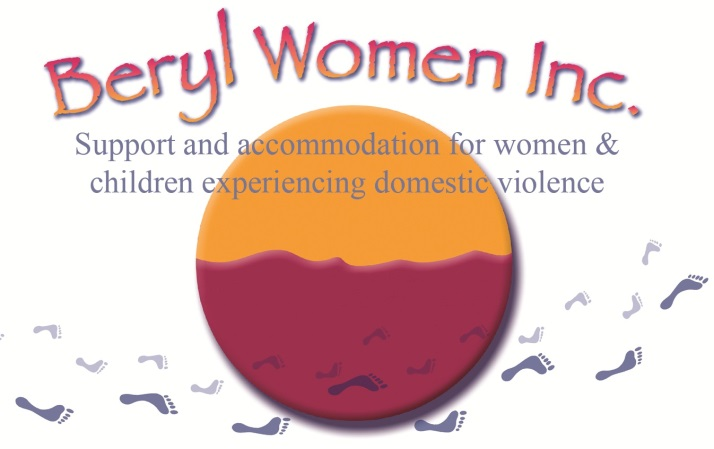 Beryl Women Inc.
Support and accommodation for women &
children experiencing domestic violence